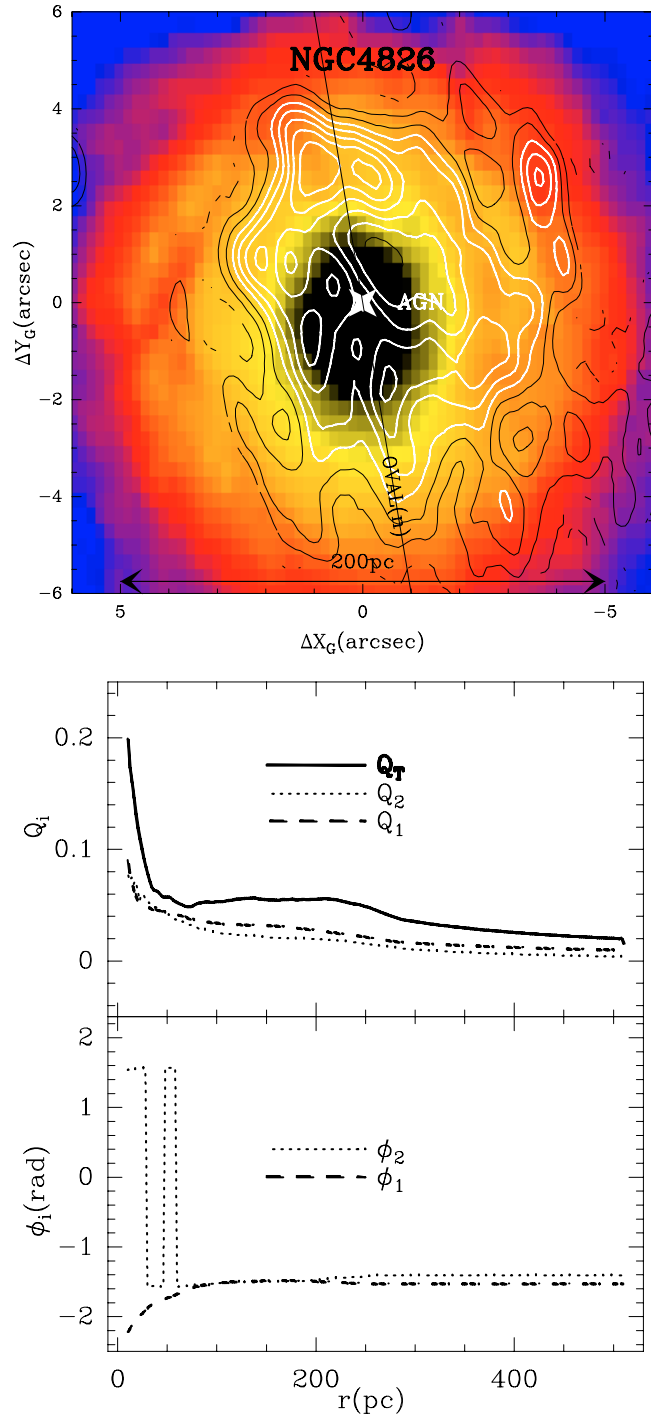 NGC4826
6
4
2
0
−2
−4
−6
ΔY_G(arcsec)
AGN
OVAL(n)
200pc
5
0
−5
ΔX_G(arcsec)
0.2
0.1
0
Q_i
Q_T
Q_2
Q_1
2
1
0
−1
−2
ϕ_i(rad)
ϕ_2
ϕ_1
0
200
400
r(pc)